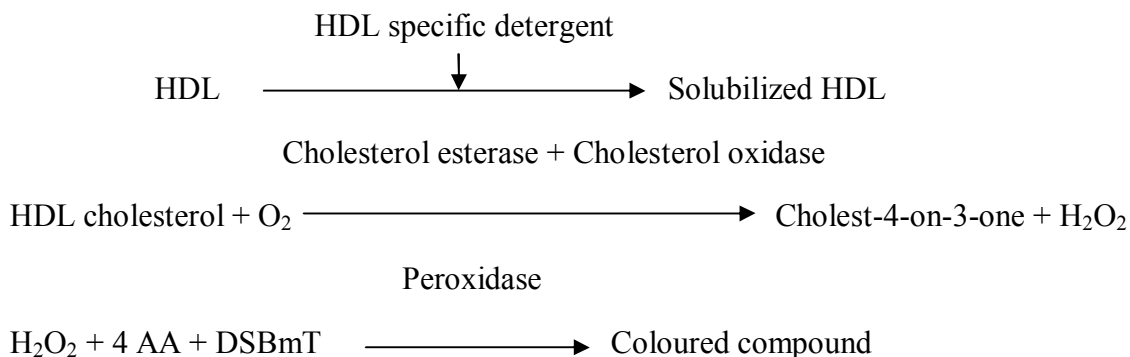 HDL specific detergent
HDL Solubilized HDL
Cholesterol esterase + Cholesterol oxidase
HDL cholesterol + O₂ Cholest-4-on-3-one + H₂O₂
Peroxidase
H₂O₂ + 4 AA + DSBmT Coloured compound